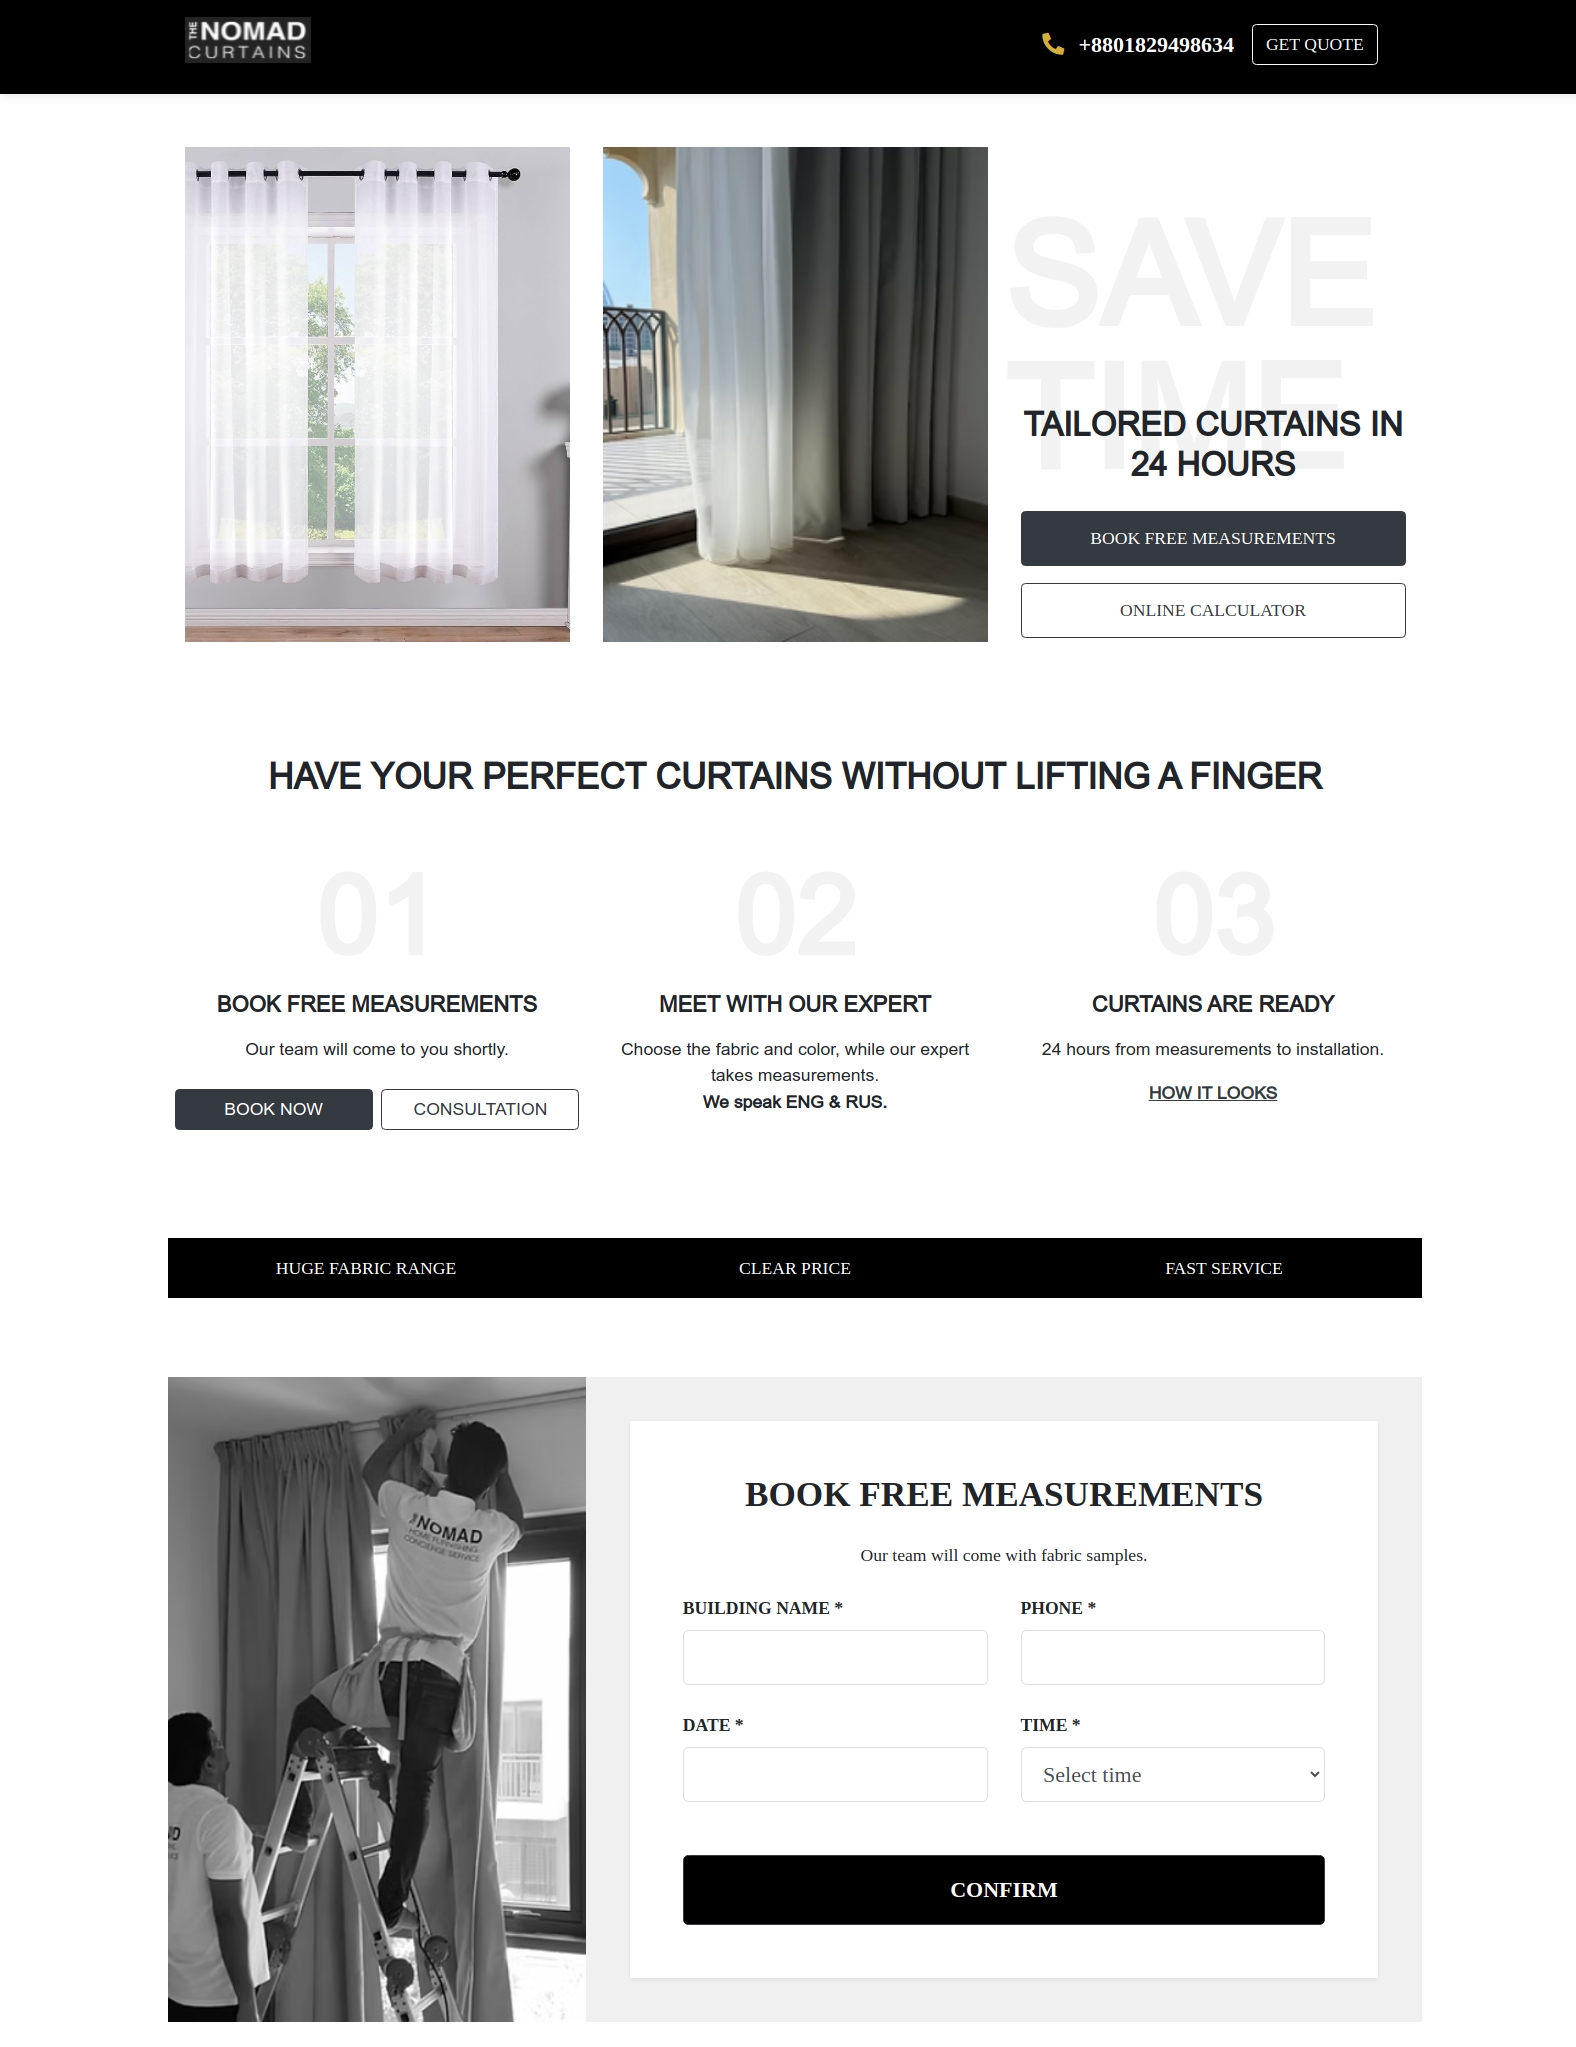 THE NOMAD
CURTAINS
+8801829498634
GET QUOTE
SAVE
TIME
TAILORED CURTAINS IN
24 HOURS
BOOK FREE MEASUREMENTS
ONLINE CALCULATOR
HAVE YOUR PERFECT CURTAINS WITHOUT LIFTING A FINGER
01
BOOK FREE MEASUREMENTS
Our team will come to you shortly.
BOOK NOW
CONSULTATION
02
MEET WITH OUR EXPERT
Choose the fabric and color, while our expert
takes measurements.
We speak ENG & RUS.
03
CURTAINS ARE READY
24 hours from measurements to installation.
HOW IT LOOKS
HUGE FABRIC RANGE
CLEAR PRICE
FAST SERVICE
THE NOMAD
HOME FURNISHING
CONCIERGE SERVICE
BOOK FREE MEASUREMENTS
Our team will come with fabric samples.
BUILDING NAME *
PHONE *
DATE *
TIME *
Select time
CONFIRM